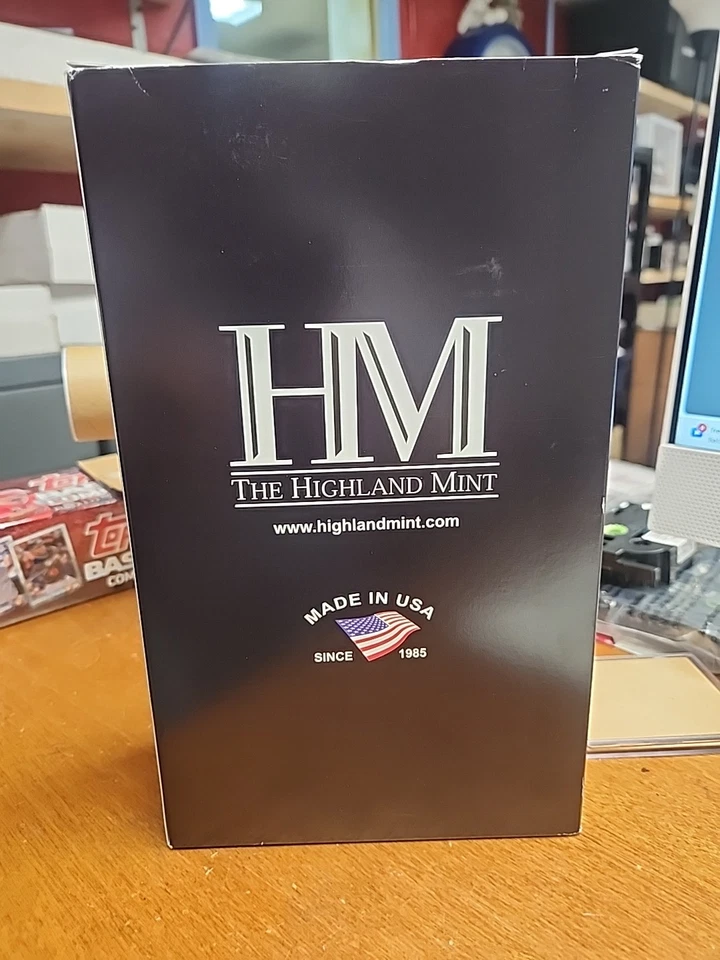 HM
THE HIGHLAND MINT
www.highlandmint.com
MADE IN USA
SINCE 1985